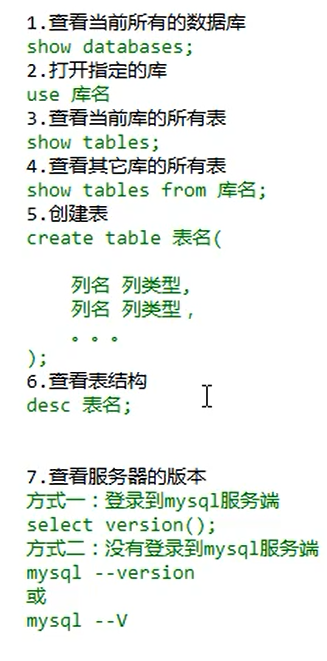 1.查看当前所有的数据库
show databases;
2.打开指定的库
use 库名
3.查看当前库的所有表
show tables;
4.查看其它库的所有表
show tables from 库名;
5.创建表
create table 表名(
列名 列类型,
列名 列类型，
。。。
);
6.查看表结构
desc 表名;
7.查看服务器的版本
方式一：登录到mysql服务端
select version();
方式二：没有登录到mysql服务端
mysql --version
或
mysql --V